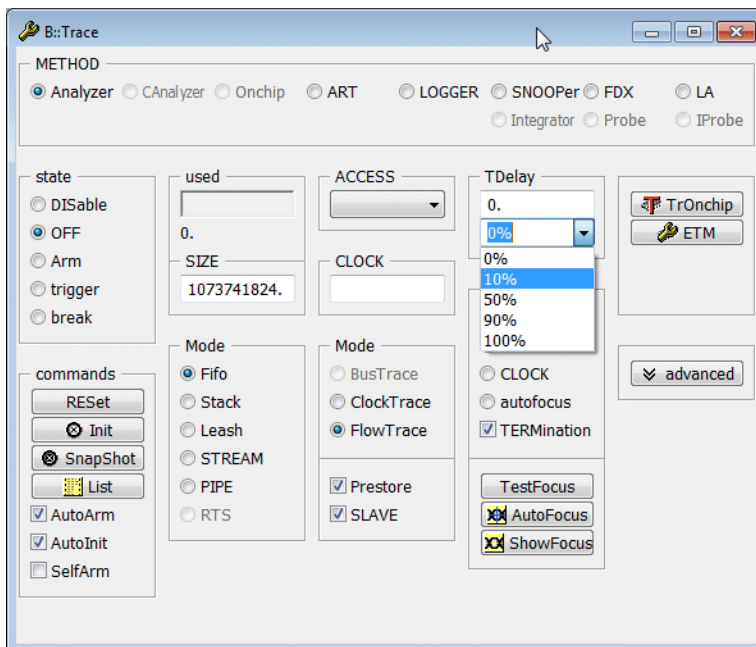 B::Trace
METHOD
Analyzer CAnalyzer Onchip ART LOGGER SNOOPer FDX LA
Integrator Probe IProbe
state
DISable
OFF
Arm
trigger
break
used
0.
SIZE
1073741824.
ACCESS
CLOCK
TDelay
0.
0%
0%
10%
50%
90%
100%
TrOnchip
ETM
commands
RESet
Init
SnapShot
List
AutoArm
AutoInit
SelfArm
Mode
Fifo
Stack
Leash
STREAM
PIPE
RTS
Mode
BusTrace
ClockTrace
FlowTrace
Prestore
SLAVE
CLOCK
autofocus
TERMination
TestFocus
AutoFocus
ShowFocus
advanced